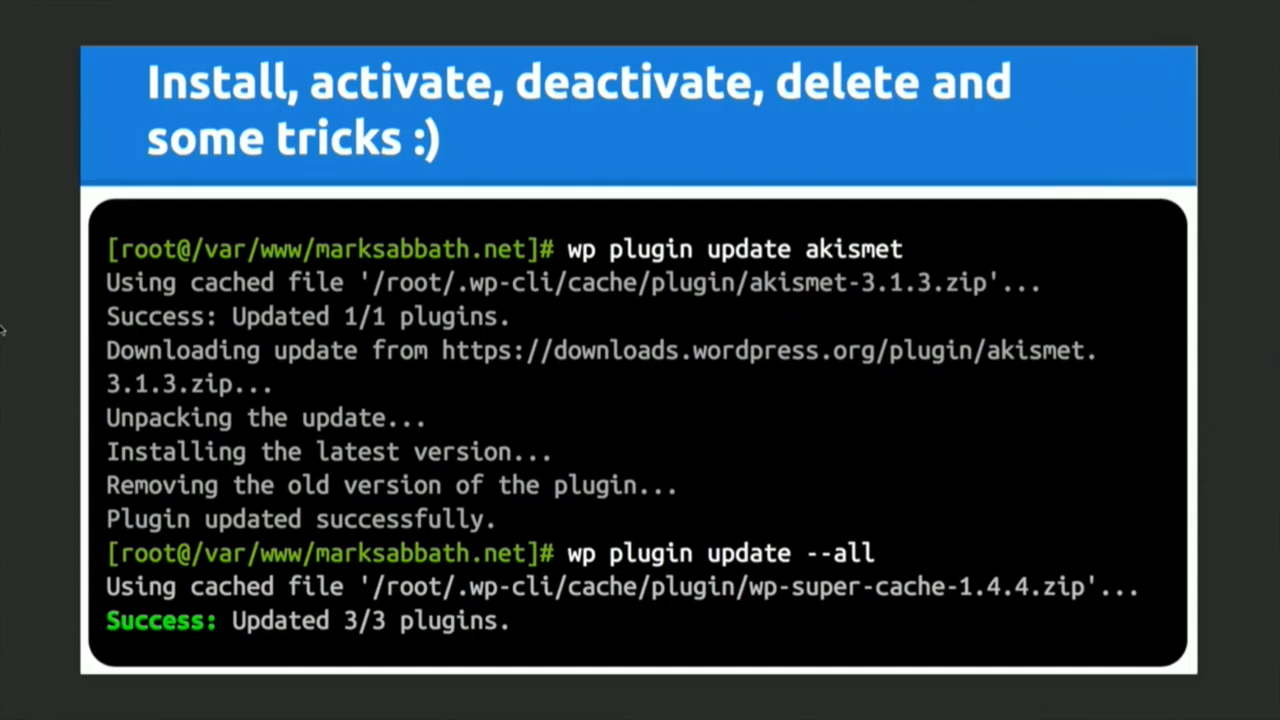 Install, activate, deactivate, delete and
some tricks :)
[root@/var/www/marksabbath.net]# wp plugin update akismet
Using cached file '/root/.wp-cli/cache/plugin/akismet-3.1.3.zip'...
Success: Updated 1/1 plugins.
Downloading update from https://downloads.wordpress.org/plugin/akismet.
3.1.3.zip...
Unpacking the update...
Installing the latest version...
Removing the old version of the plugin...
Plugin updated successfully.
[root@/var/www/marksabbath.net]# wp plugin update --all
Using cached file '/root/.wp-cli/cache/plugin/wp-super-cache-1.4.4.zip'...
Success: Updated 3/3 plugins.